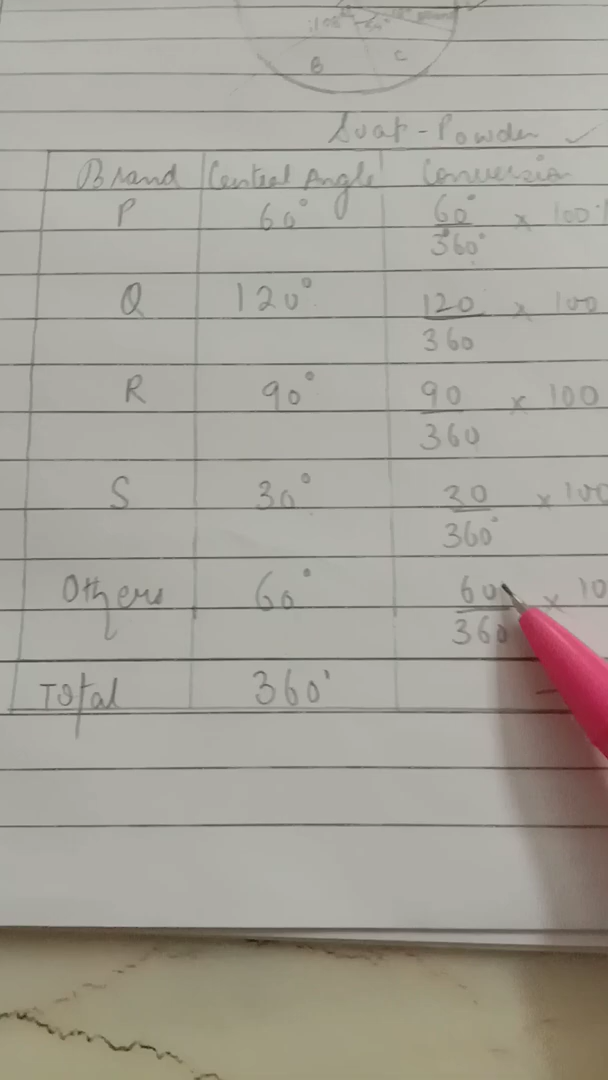 B C
Soap-Powder
Brand Central Angle Conversion
P 60° 60°/360° × 100
Q 120° 120/360 × 100
R 90° 90/360 × 100
S 30° 30/360° × 100
Others 60° 60/360 × 10
Total 360° –